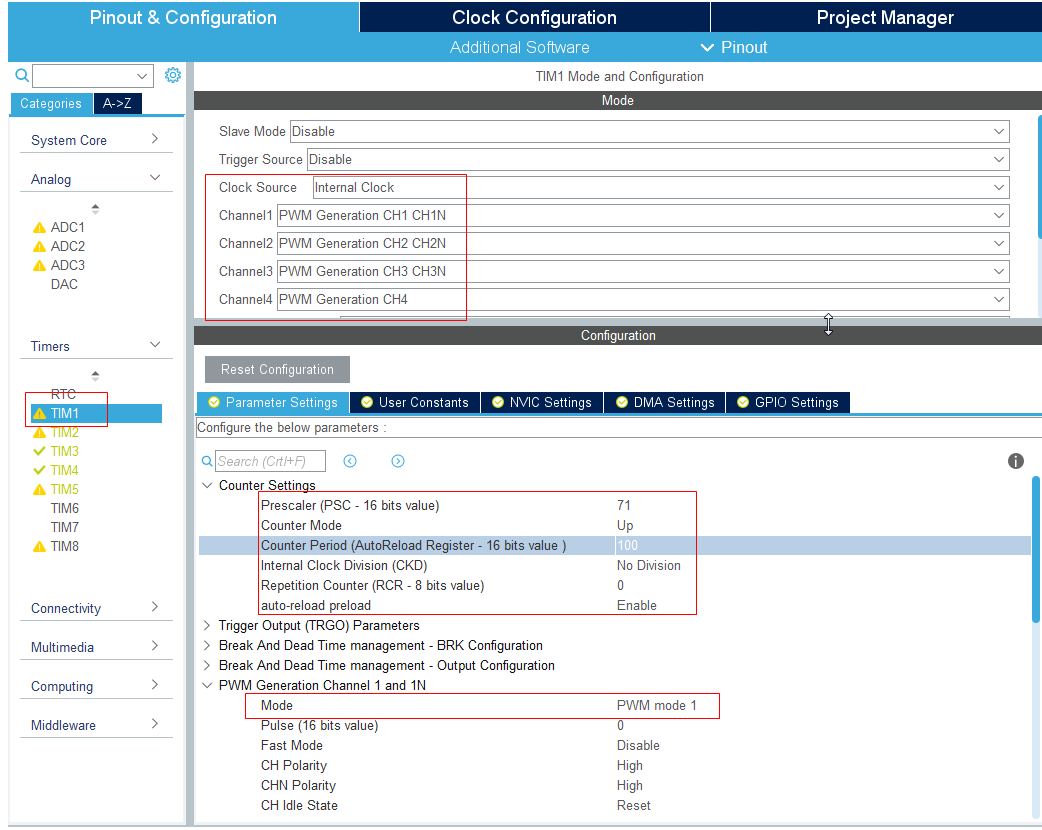 Pinout & Configuration
Clock Configuration
Project Manager
Additional Software
Pinout
Categories
A->Z
System Core
Analog
ADC1
ADC2
ADC3
DAC
Timers
RTC
TIM1
TIM2
TIM3
TIM4
TIM5
TIM6
TIM7
TIM8
Connectivity
Multimedia
Computing
Middleware
TIM1 Mode and Configuration
Mode
Slave Mode Disable
Trigger Source Disable
Clock Source Internal Clock
Channel1 PWM Generation CH1 CH1N
Channel2 PWM Generation CH2 CH2N
Channel3 PWM Generation CH3 CH3N
Channel4 PWM Generation CH4
Configuration
Reset Configuration
Parameter Settings
User Constants
NVIC Settings
DMA Settings
GPIO Settings
Configure the below parameters :
Search (Crtl+F)
Counter Settings
Prescaler (PSC - 16 bits value) 71
Counter Mode Up
Counter Period (AutoReload Register - 16 bits value ) 100
Internal Clock Division (CKD) No Division
Repetition Counter (RCR - 8 bits value) 0
auto-reload preload Enable
Trigger Output (TRGO) Parameters
Break And Dead Time management - BRK Configuration
Break And Dead Time management - Output Configuration
PWM Generation Channel 1 and 1N
Mode PWM mode 1
Pulse (16 bits value) 0
Fast Mode Disable
CH Polarity High
CHN Polarity High
CH Idle State Reset